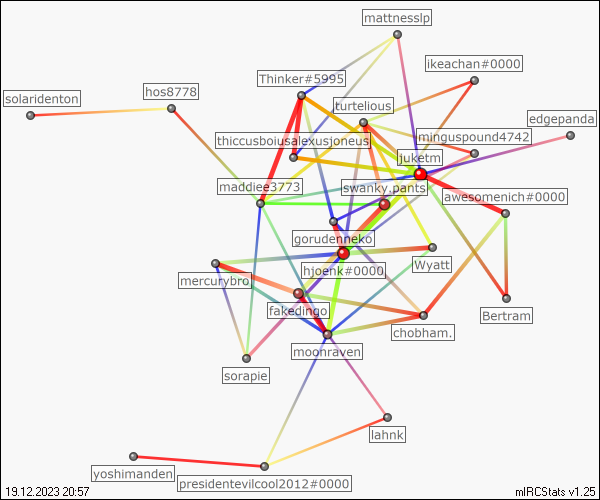 mattnesslp
ikeachan#0000
Thinker#5995
hos8778
solaridenton
turtelious
edgepanda
minguspound4742
thiccusboiusalexusjoneus
juketm
maddiee3773
swanky.pants
awesomenich#0000
gorudenneko
Wyatt
hjoenk#0000
mercurybro
fakedingo
Bertram
chobham.
moonraven
sorapie
lahnk
yoshimanden
presidentevilcool2012#0000
19.12.2023 20:57
mIRCStats v1.25